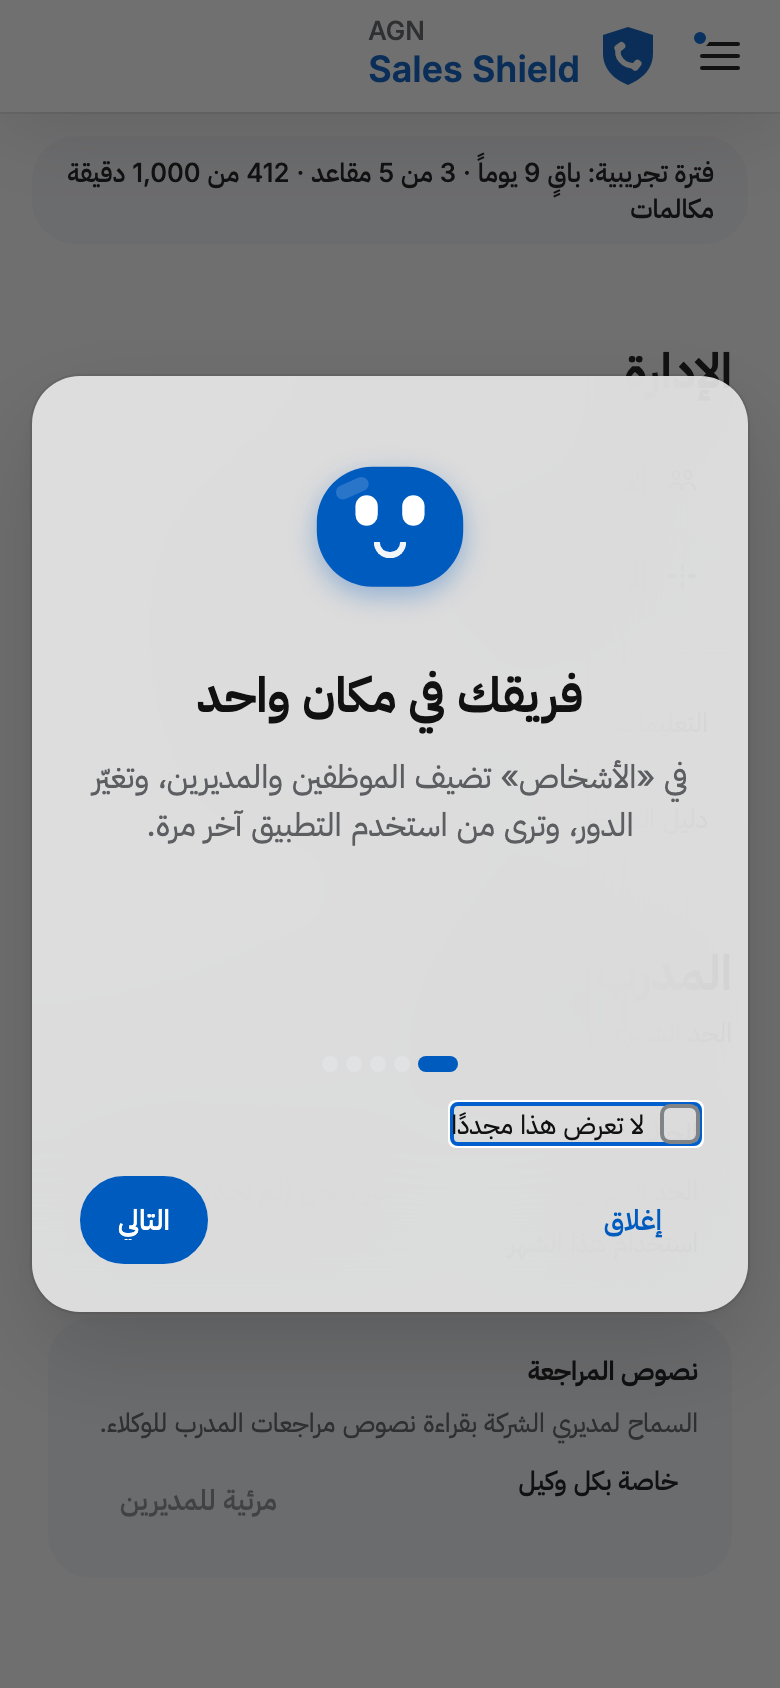 AGN
Sales Shield
فترة تجريبية: باقٍ 9 يوماً · 3 من 5 مقاعد · 412 من 1,000 دقيقة
مكالمات
الإدارة
فريقك في مكان واحد
في «الأشخاص» تضيف الموظفين والمديرين، وتغيّر
الدور، وترى من استخدم التطبيق آخر مرة.
لا تعرض هذا مجددًا
إغلاق
التالي
نصوص المراجعة
السماح لمديري الشركة بقراءة نصوص مراجعات المدرب للوكلاء.
خاصة بكل وكيل
مرئية للمديرين